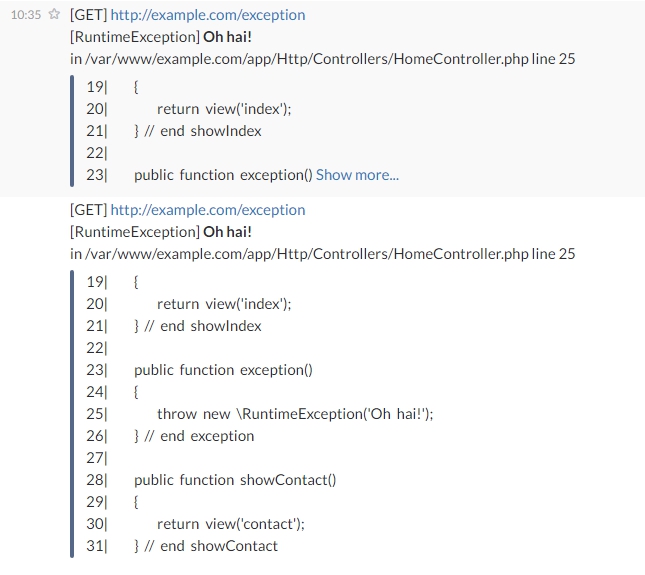 10:35 ☆ [GET] http://example.com/exception
[RuntimeException] Oh hai!
in /var/www/example.com/app/Http/Controllers/HomeController.php line 25
19|    {
20|        return view('index');
21|    } // end showIndex
22|
23|    public function exception() Show more...
[GET] http://example.com/exception
[RuntimeException] Oh hai!
in /var/www/example.com/app/Http/Controllers/HomeController.php line 25
19|    {
20|        return view('index');
21|    } // end showIndex
22|
23|    public function exception()
24|    {
25|        throw new \RuntimeException('Oh hai!');
26|    } // end exception
27|
28|    public function showContact()
29|    {
30|        return view('contact');
31|    } // end showContact